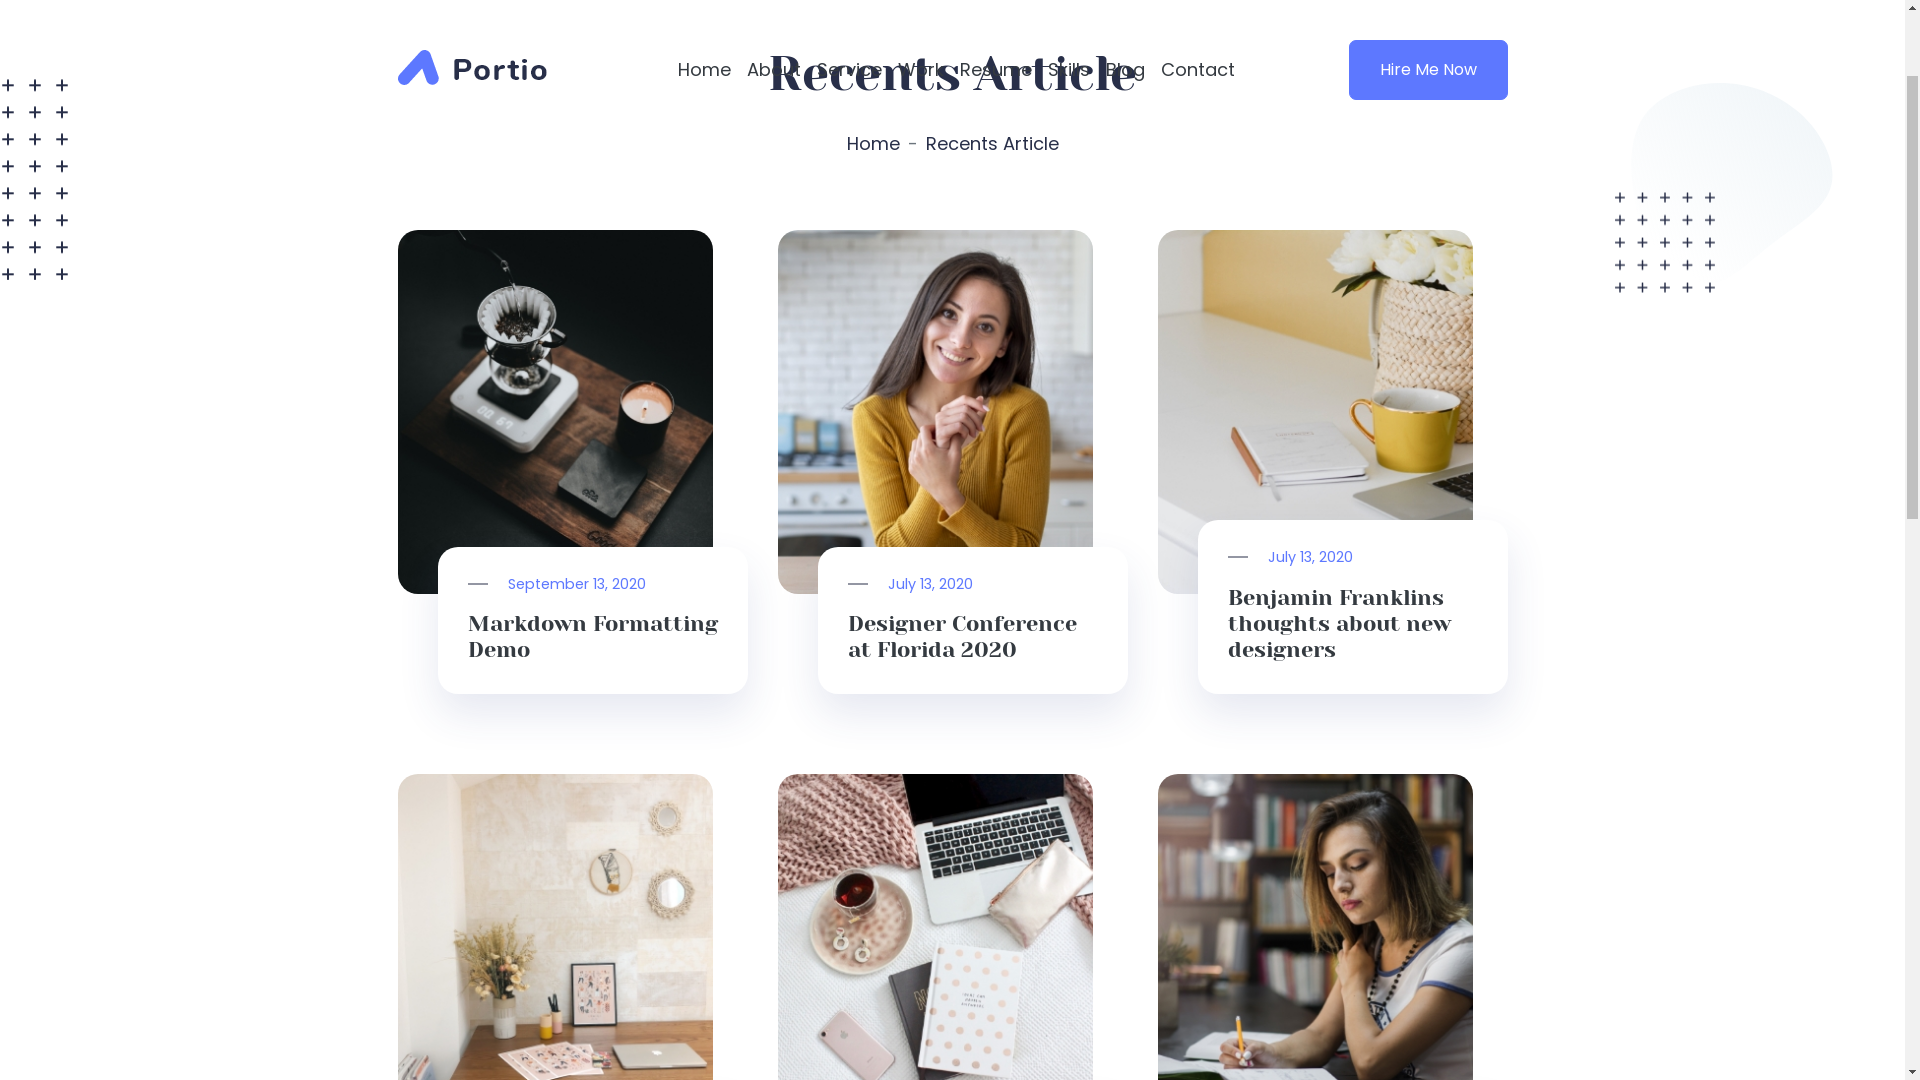 Portio
Home About Service Work Resume Skills Blog Contact
Hire Me Now
Recents Article
Home - Recents Article
September 13, 2020
Markdown Formatting
Demo
July 13, 2020
Designer Conference
at Florida 2020
July 13, 2020
Benjamin Franklins
thoughts about new
designers